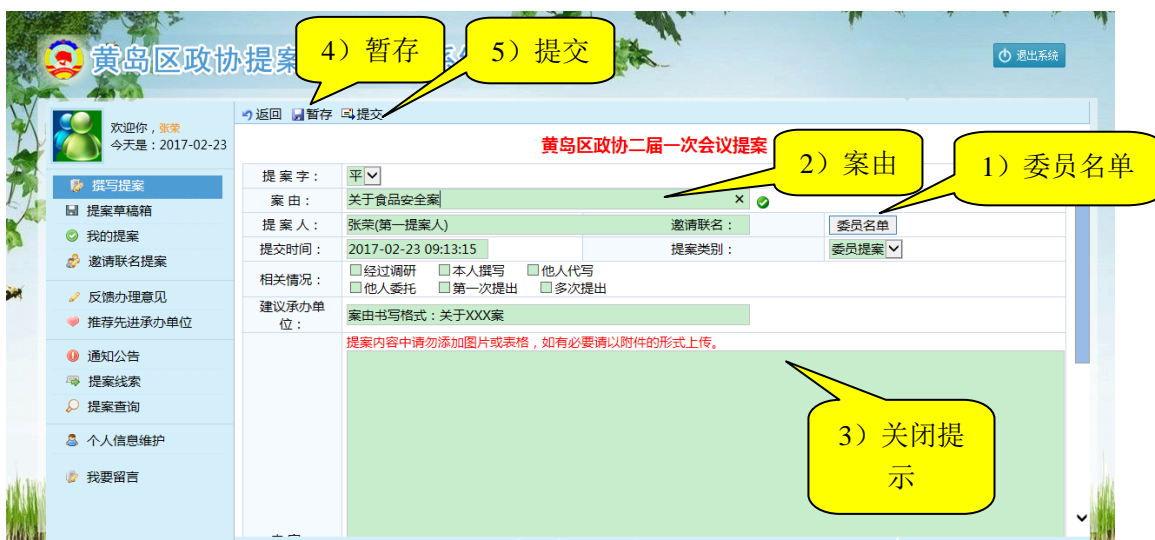 黄岛区政协提案
4）暂存
5）提交
退出系统
欢迎你，张荣
今天是：2017-02-23
返回 暂存 提交
黄岛区政协二届一次会议提案
2）案由
1）委员名单
撰写提案
提案草稿箱
我的提案
邀请联名提案
反馈办理意见
推荐先进承办单位
通知公告
提案线索
提案查询
个人信息维护
我要留言
提 案 字： 平
案 由： 关于食品安全案
提 案 人： 张荣(第一提案人) 邀请联名： 委员名单
提交时间： 2017-02-23 09:13:15 提案类别： 委员提案
相关情况： 经过调研 本人撰写 他人代写
他人委托 第一次提出 多次提出
建议承办单
位： 案由书写格式：关于XXX案
提案内容中请勿添加图片或表格，如有必要请以附件的形式上传。
3）关闭提
示